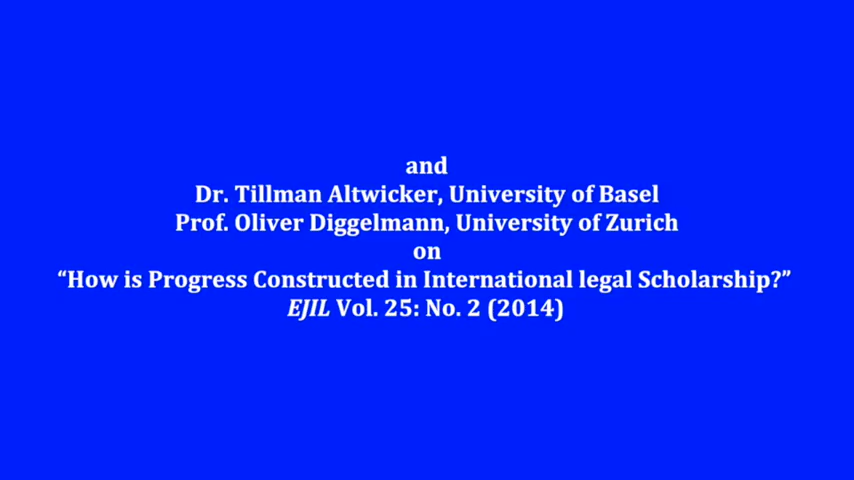 and
Dr. Tillman Altwicker, University of Basel
Prof. Oliver Diggelmann, University of Zurich
on
“How is Progress Constructed in International legal Scholarship?”
EJIL Vol. 25: No. 2 (2014)